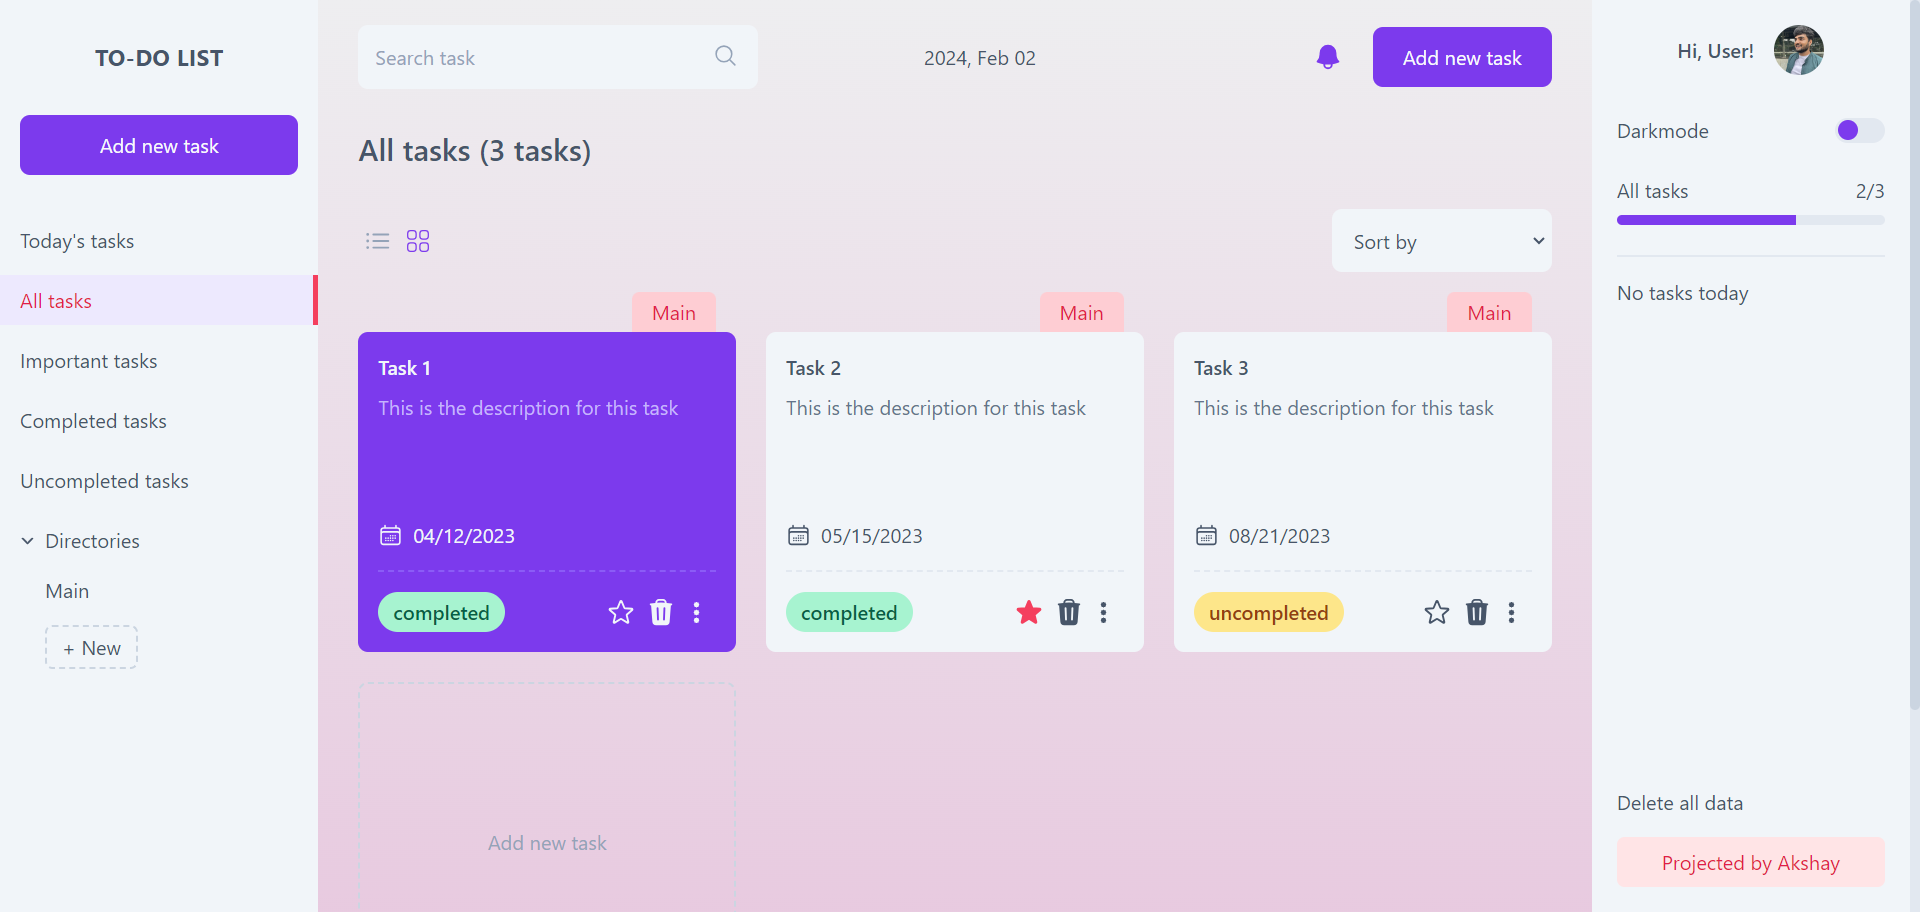 TO-DO LIST
Add new task
Today's tasks
All tasks
Important tasks
Completed tasks
Uncompleted tasks
Directories
Main
+ New
Search task
2024, Feb 02
Add new task
All tasks (3 tasks)
Sort by
Main
Task 1
This is the description for this task
04/12/2023
completed
Main
Task 2
This is the description for this task
05/15/2023
completed
Main
Task 3
This is the description for this task
08/21/2023
uncompleted
Add new task
Hi, User!
Darkmode
All tasks 2/3
No tasks today
Delete all data
Projected by Akshay